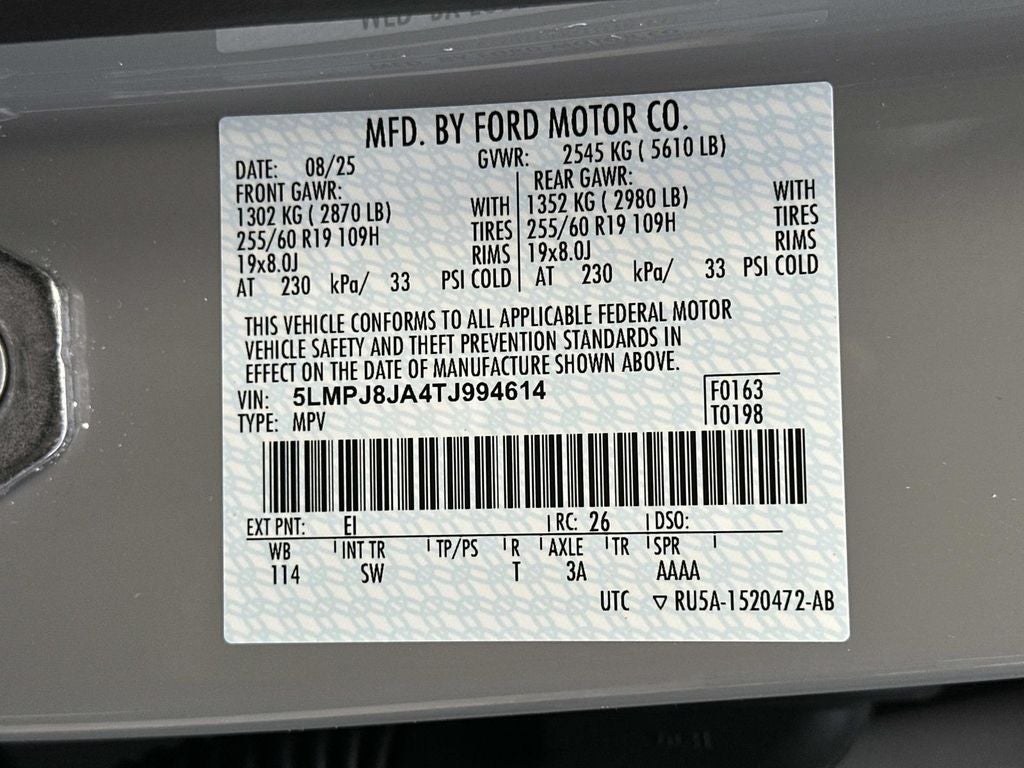 MFD. BY FORD MOTOR CO.
DATE: 08/25 GVWR: 2545 KG ( 5610 LB)
FRONT GAWR: REAR GAWR:
1302 KG ( 2870 LB) WITH 1352 KG ( 2980 LB) WITH
255/60 R19 109H TIRES 255/60 R19 109H TIRES
19x8.0J RIMS 19x8.0J RIMS
AT 230 kPa/ 33 PSI COLD AT 230 kPa/ 33 PSI COLD
THIS VEHICLE CONFORMS TO ALL APPLICABLE FEDERAL MOTOR
VEHICLE SAFETY AND THEFT PREVENTION STANDARDS IN
EFFECT ON THE DATE OF MANUFACTURE SHOWN ABOVE.
VIN: 5LMPJ8JA4TJ994614 F0163
TYPE: MPV T0198
EXT PNT: EI RC: 26 DSO:
WB INT TR TP/PS R AXLE TR SPR
114 SW T 3A AAAA
UTC ▽ RU5A-1520472-AB